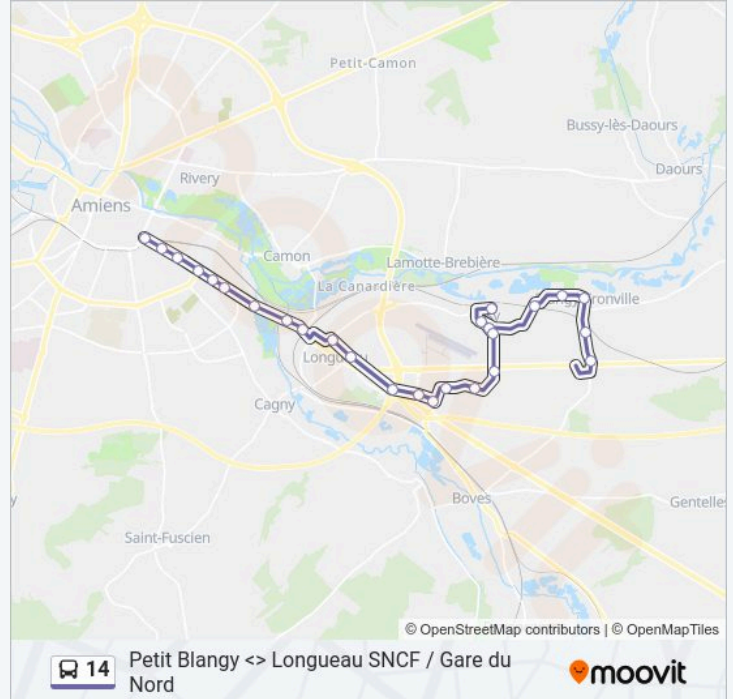 Petit-Camon
Bussy-lès-Daours
Daours
Rivery
Amiens
Camon
Lamotte-Brebière
La Canardière
ronville
Longueau
Cagny
Boves
Gentelles
Saint-Fuscien
© OpenStreetMap contributors | © OpenMapTiles
14
Petit Blangy <> Longueau SNCF / Gare du
Nord
moovit